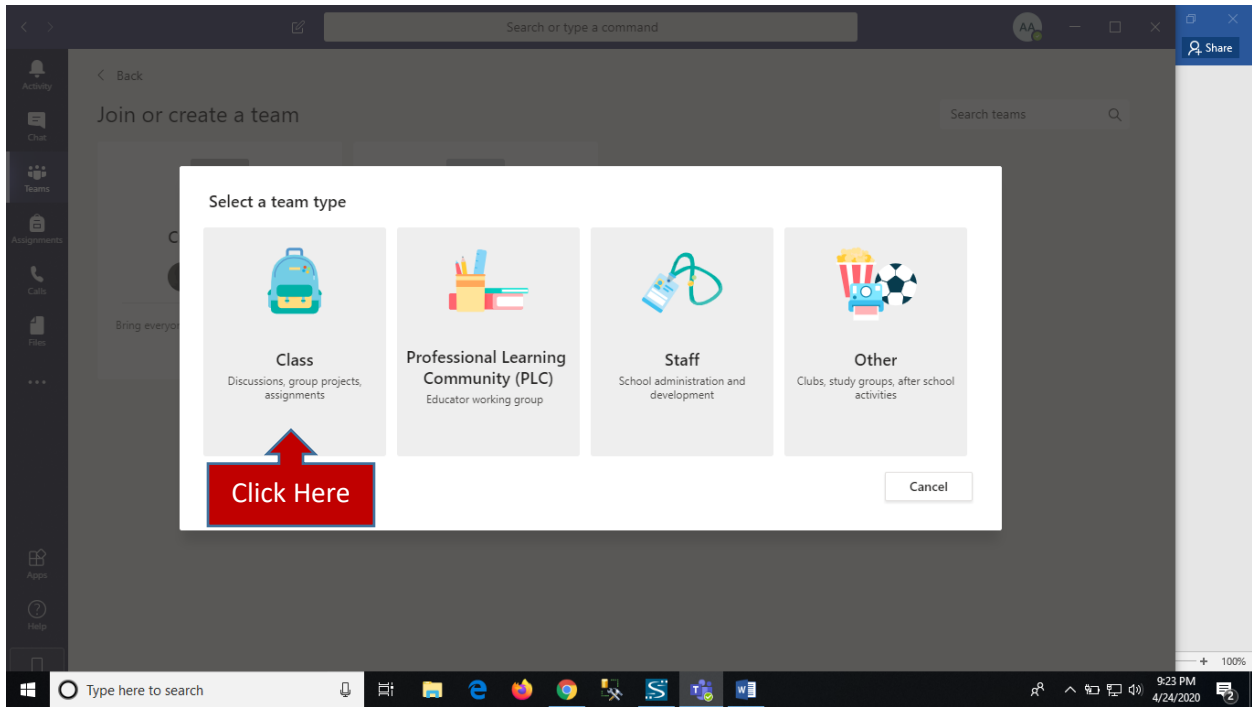 Search or type a command
AA
Share
Activity
< Back
Join or create a team
Search teams
Chat
Teams
Select a team type
Assignments
C
Calls
Bring everyor
Files
Class
Discussions, group projects,
assignments
Professional Learning
Community (PLC)
Educator working group
Staff
School administration and
development
Other
Clubs, study groups, after school
activities
Click Here
Cancel
Apps
Help
100%
Type here to search
9:23 PM
4/24/2020
2